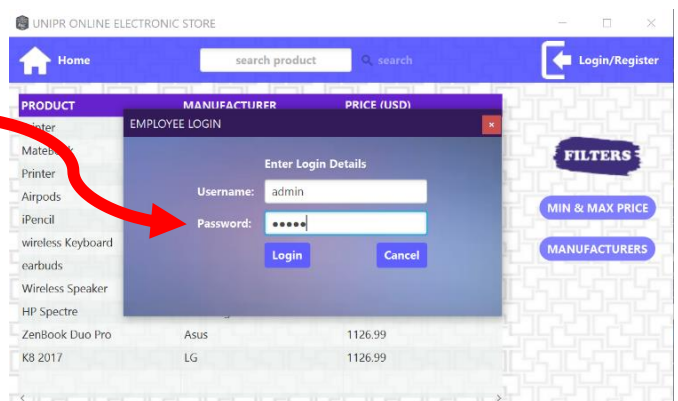 UNIPR ONLINE ELECTRONIC STORE
Home search product search Login/Register
PRODUCT MANUFACTURER PRICE (USD)
EMPLOYEE LOGIN
Enter Login Details
Username: admin
Password: •••••
Login Cancel
Printer
Airpods
iPencil
wireless Keyboard
earbuds
Wireless Speaker
HP Spectre
ZenBook Duo Pro Asus 1126.99
K8 2017 LG 1126.99
FILTERS
MIN & MAX PRICE
MANUFACTURERS